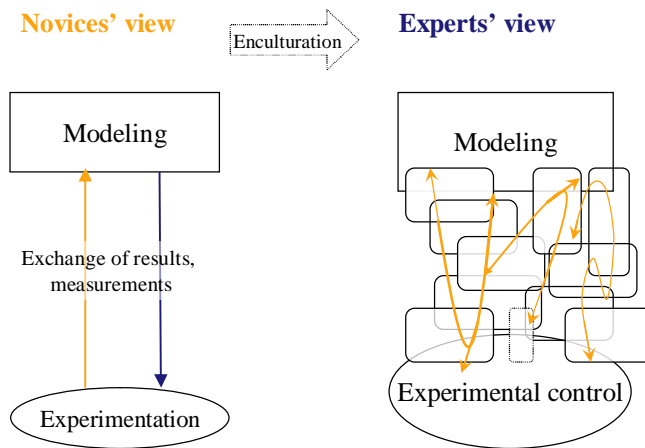 Novices' view
Enculturation
Experts' view
Modeling
Exchange of results,
measurements
Experimentation
Modeling
Experimental control